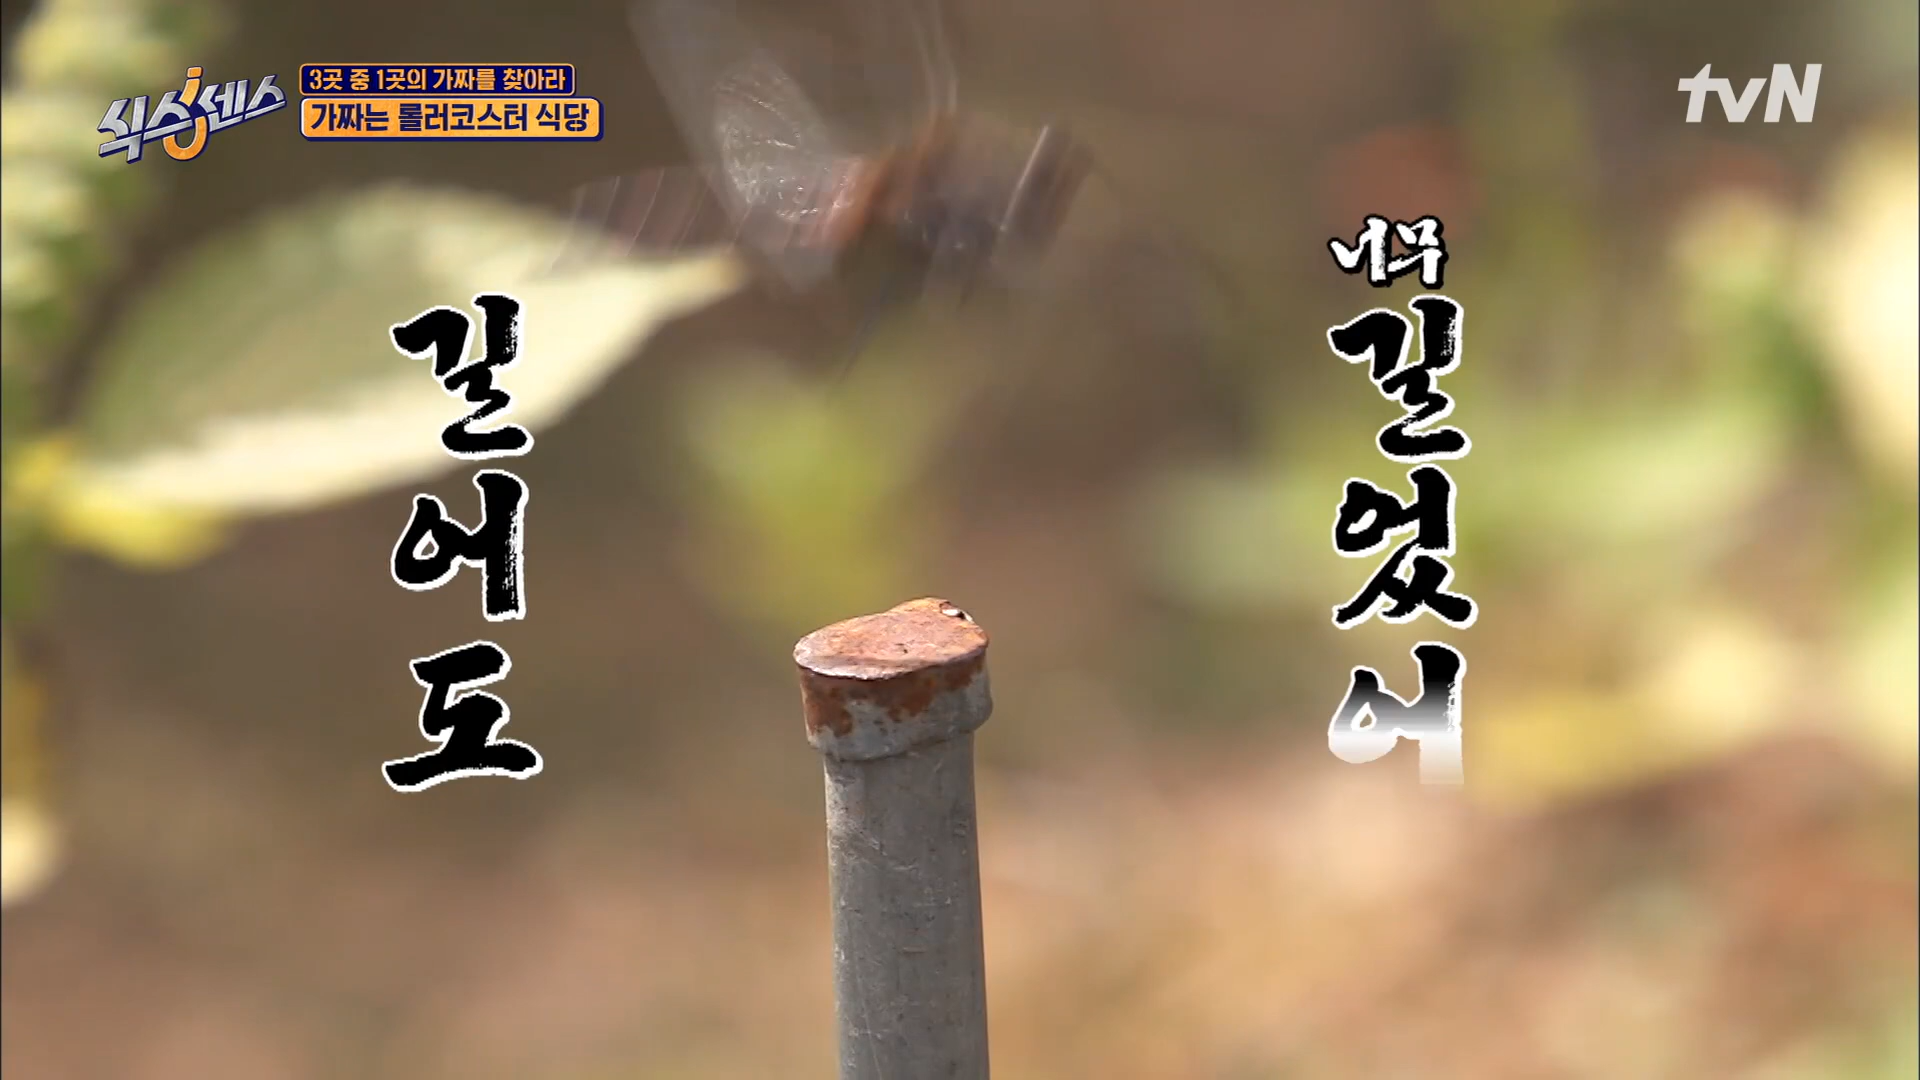 식스센스
3곳 중 1곳의 가짜를 찾아라
가짜는 롤러코스터 식당
tvN
길어도
너무
길었어